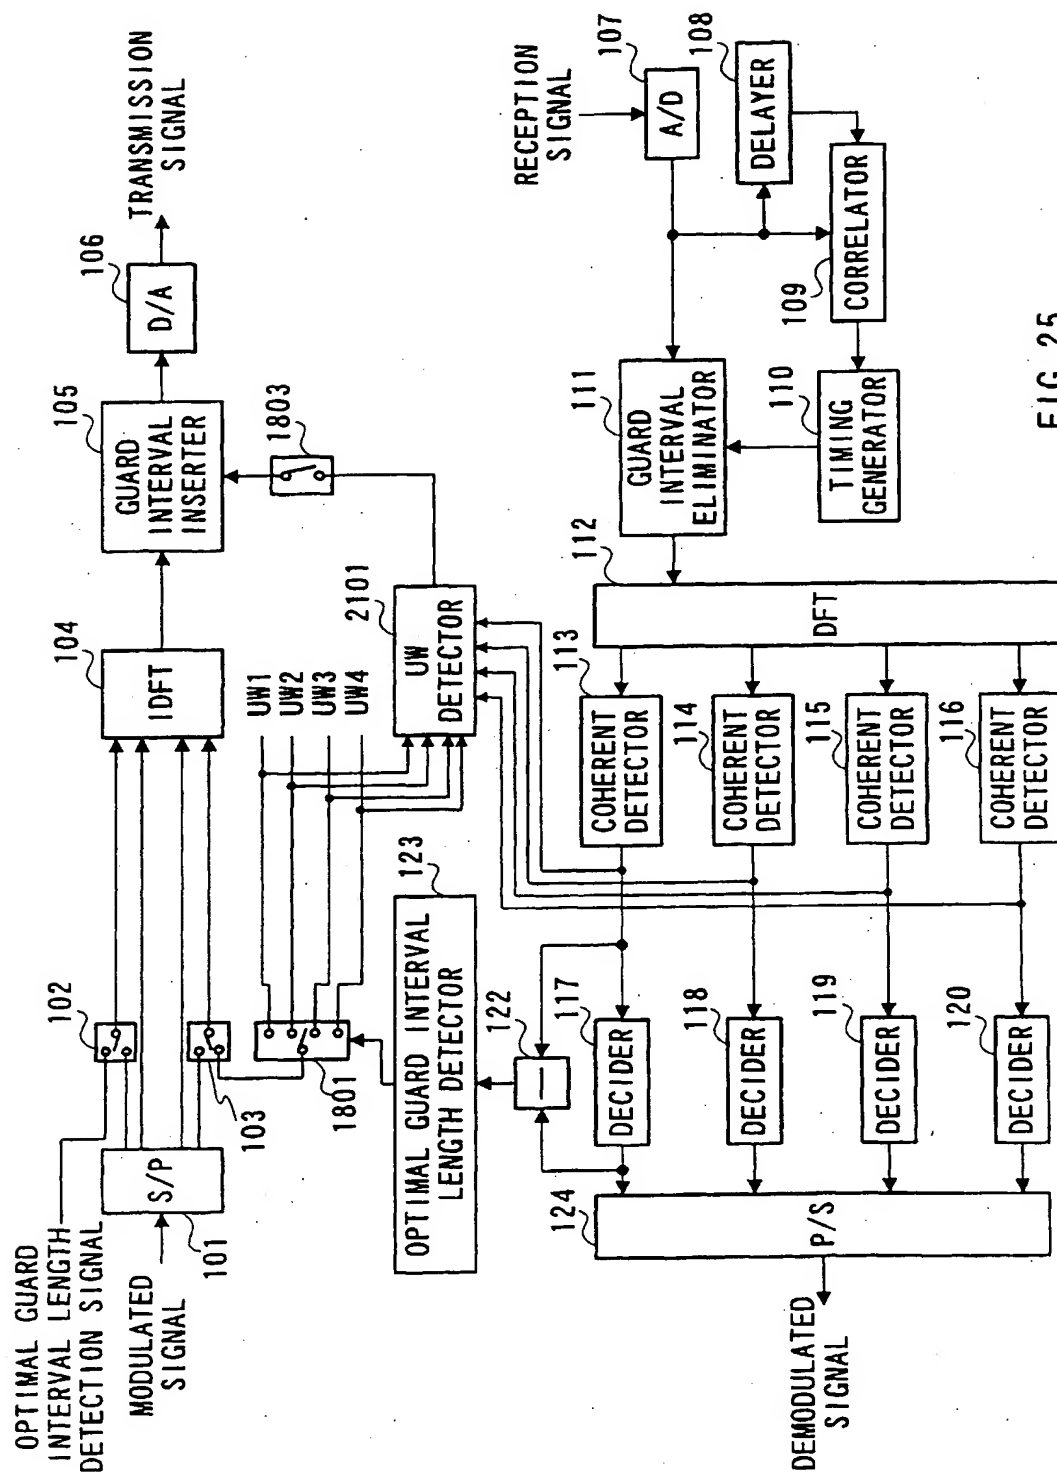 OPTIMAL GUARD
INTERVAL LENGTH
DETECTION SIGNAL
MODULATED
SIGNAL
101
S/P
102
103
1801
104
IDFT
105
GUARD
INTERVAL
INSERTER
106
D/A
TRANSMISSION
SIGNAL
1803
UW1
UW2
UW3
UW4
2101
UW
DETECTOR
123
OPTIMAL GUARD INTERVAL
LENGTH DETECTOR
122
RECEPTION
SIGNAL
107
A/D
108
DELAYER
109
CORRELATOR
110
TIMING
GENERATOR
111
GUARD
INTERVAL
ELIMINATOR
112
DFT
113
COHERENT
DETECTOR
114
COHERENT
DETECTOR
115
COHERENT
DETECTOR
116
COHERENT
DETECTOR
117
DECIDER
118
DECIDER
119
DECIDER
120
DECIDER
124
P/S
DEMODULATED
SIGNAL
FIG. 25